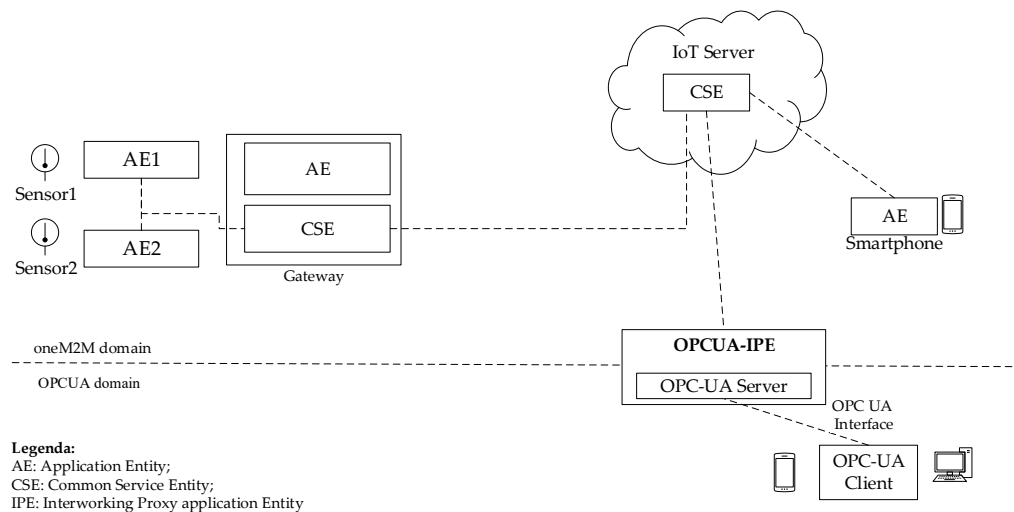 IoT Server
CSE
AE1
Sensor1
AE
CSE
Gateway
AE2
Sensor2
AE
Smartphone
oneM2M domain
OPCUA domain
OPCUA-IPE
OPC-UA Server
OPC UA
Interface
OPC-UA
Client
Legenda:
AE: Application Entity;
CSE: Common Service Entity;
IPE: Interworking Proxy application Entity